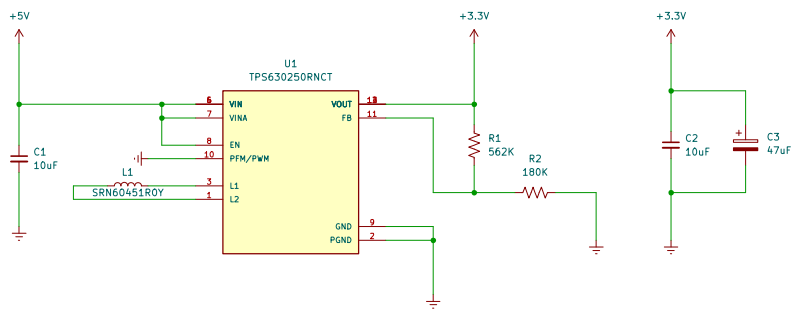 +5V
+3.3V
+3.3V
U1
TPS630250RNCT
VIN
VOUT
7
VINA
FB
11
8
EN
10
PFM/PWM
3
L1
1
L2
GND
9
PGND
2
C1
10uF
L1
SRN6045IR0Y
R1
562K
R2
180K
C2
10uF
+
C3
47uF